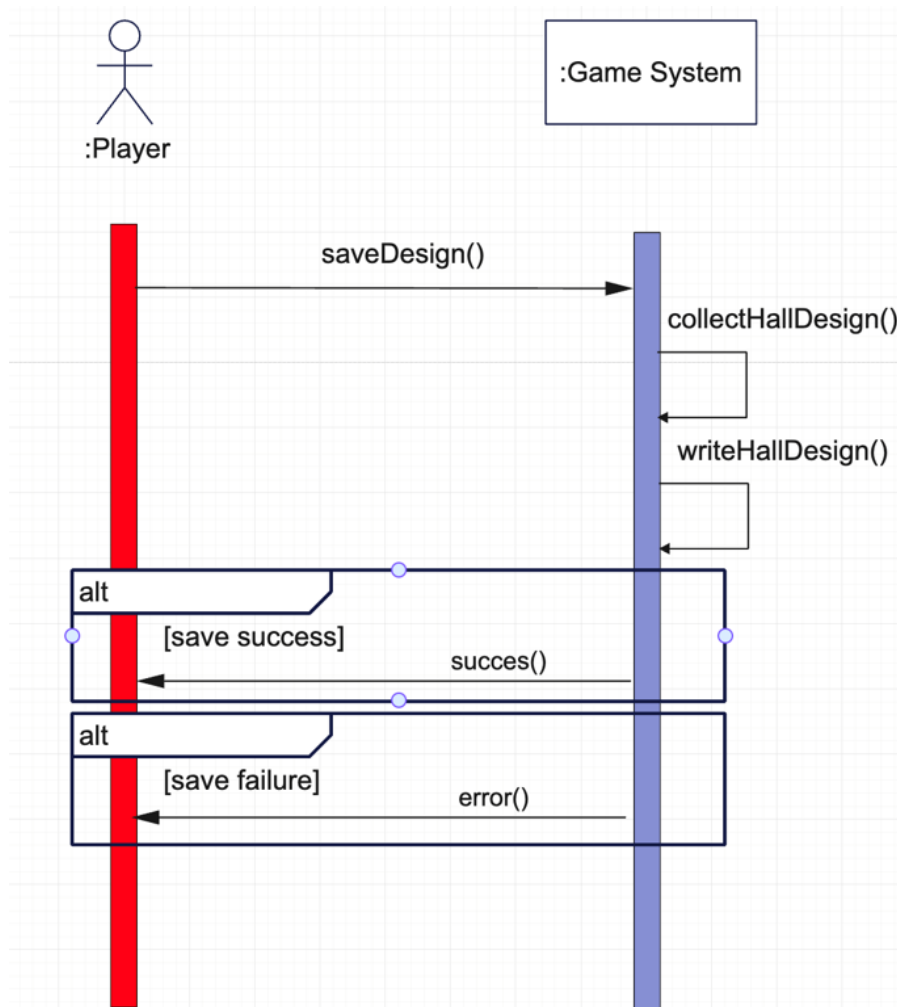 :Player
:Game System
saveDesign()
collectHallDesign()
writeHallDesign()
alt
[save success]
succes()
alt
[save failure]
error()